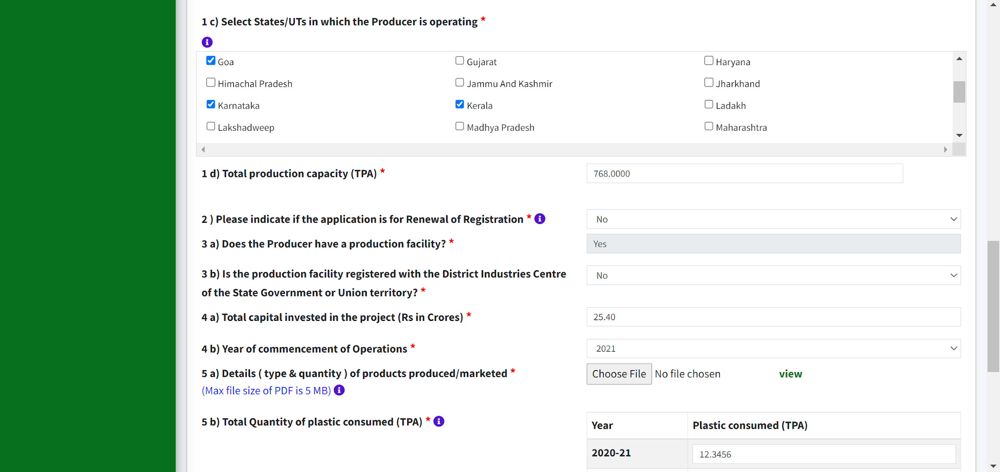 1 c) Select States/UTs in which the Producer is operating *
Goa Gujarat Haryana
Himachal Pradesh Jammu And Kashmir Jharkhand
Karnataka Kerala Ladakh
Lakshadweep Madhya Pradesh Maharashtra
1 d) Total production capacity (TPA) * 768.0000
2 ) Please indicate if the application is for Renewal of Registration * No
3 a) Does the Producer have a production facility? * Yes
3 b) Is the production facility registered with the District Industries Centre No
of the State Government or Union territory? *
4 a) Total capital invested in the project (Rs in Crores) * 25.40
4 b) Year of commencement of Operations * 2021
5 a) Details ( type & quantity ) of products produced/marketed * Choose File No file chosen view
(Max file size of PDF is 5 MB)
5 b) Total Quantity of plastic consumed (TPA) * Year Plastic consumed (TPA)
2020-21 12.3456